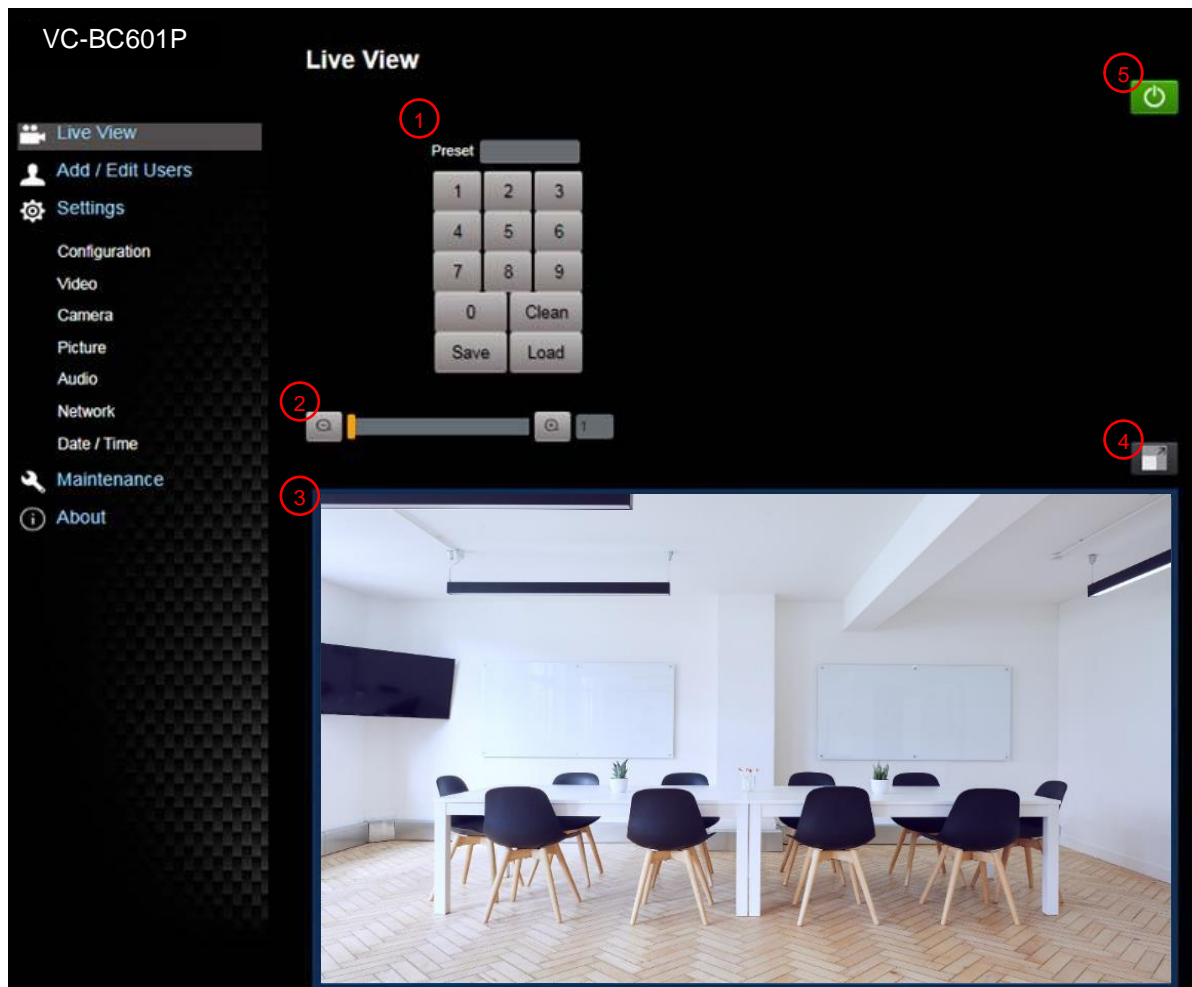 VC-BC601P
Live View
5
Live View
Add / Edit Users
Settings
Configuration
Video
Camera
Picture
Audio
Network
Date / Time
Maintenance
About
1
Preset
1 2 3
4 5 6
7 8 9
0 Clean
Save Load
2
1
4
3